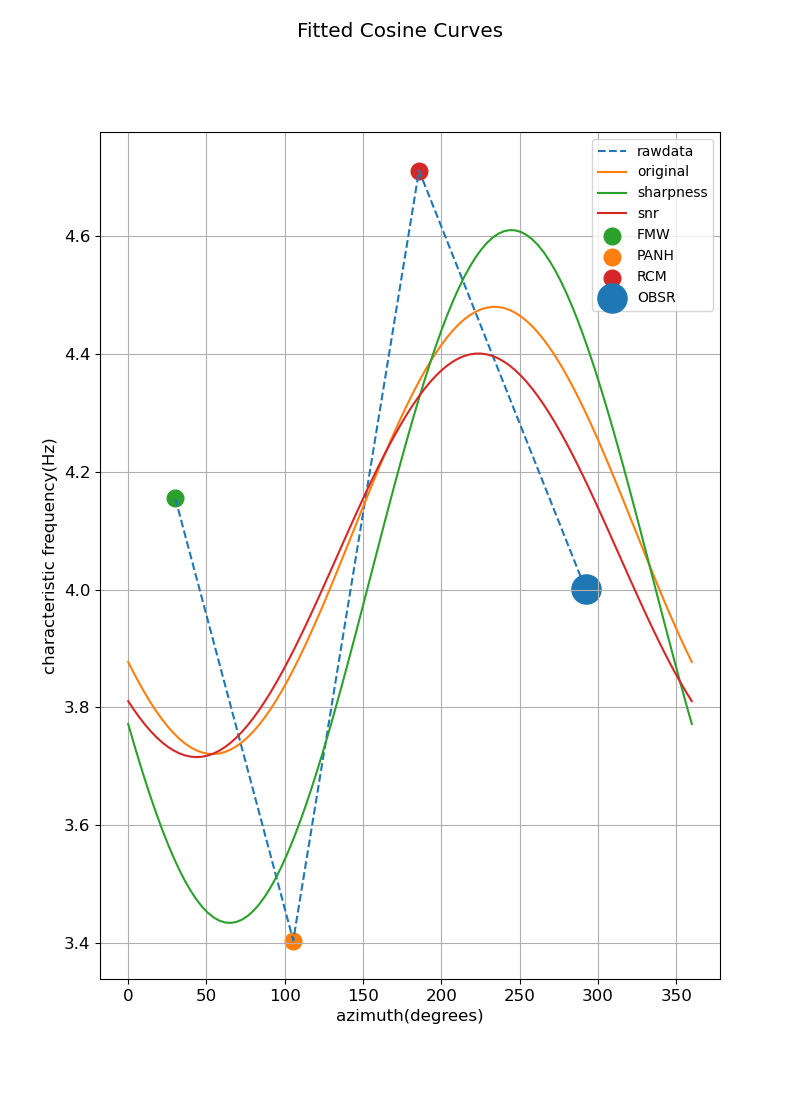 Fitted Cosine Curves
rawdata
original
sharpness
snr
FMW
PANH
RCM
OBSR
characteristic frequency(Hz)
4.6
4.4
4.2
4.0
3.8
3.6
3.4
0 50 100 150 200 250 300 350
azimuth(degrees)